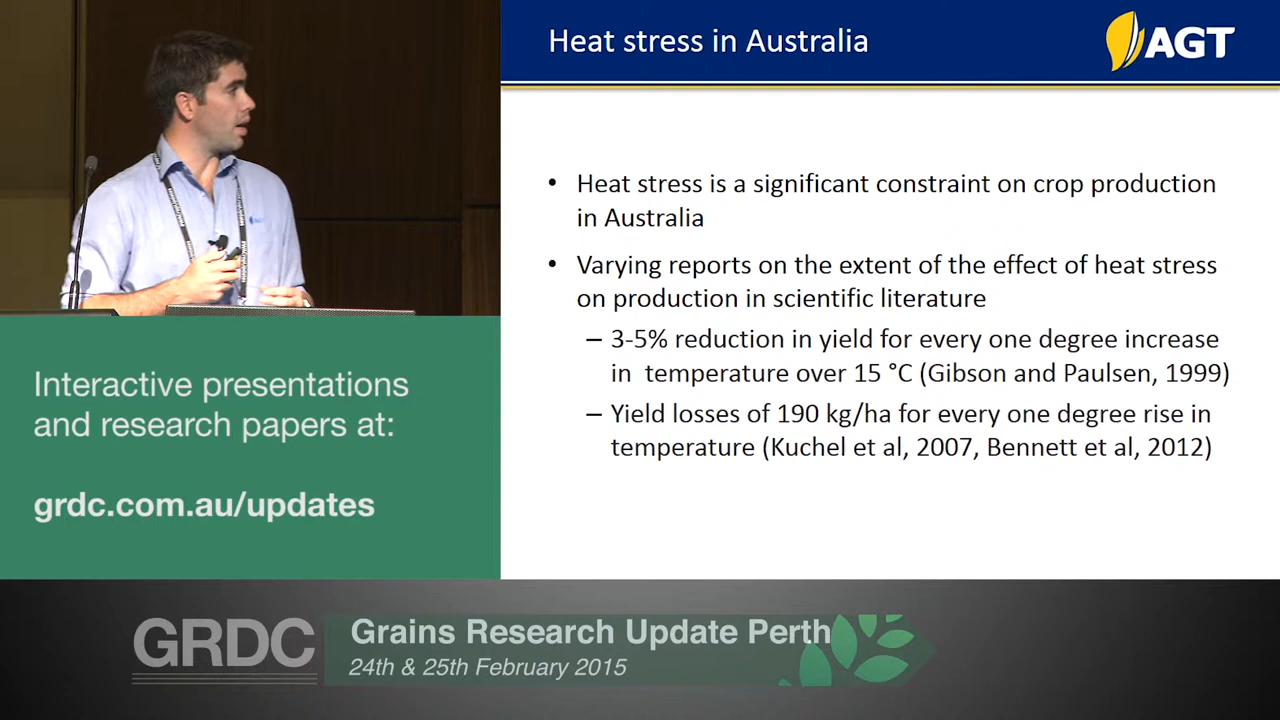 Heat stress in Australia
AGT
• Heat stress is a significant constraint on crop production
in Australia
• Varying reports on the extent of the effect of heat stress
on production in scientific literature
– 3-5% reduction in yield for every one degree increase
in temperature over 15 °C (Gibson and Paulsen, 1999)
– Yield losses of 190 kg/ha for every one degree rise in
temperature (Kuchel et al, 2007, Bennett et al, 2012)
AGT
Interactive presentations
and research papers at:
grdc.com.au/updates
GRDC
Grains Research Update Perth
24th & 25th February 2015